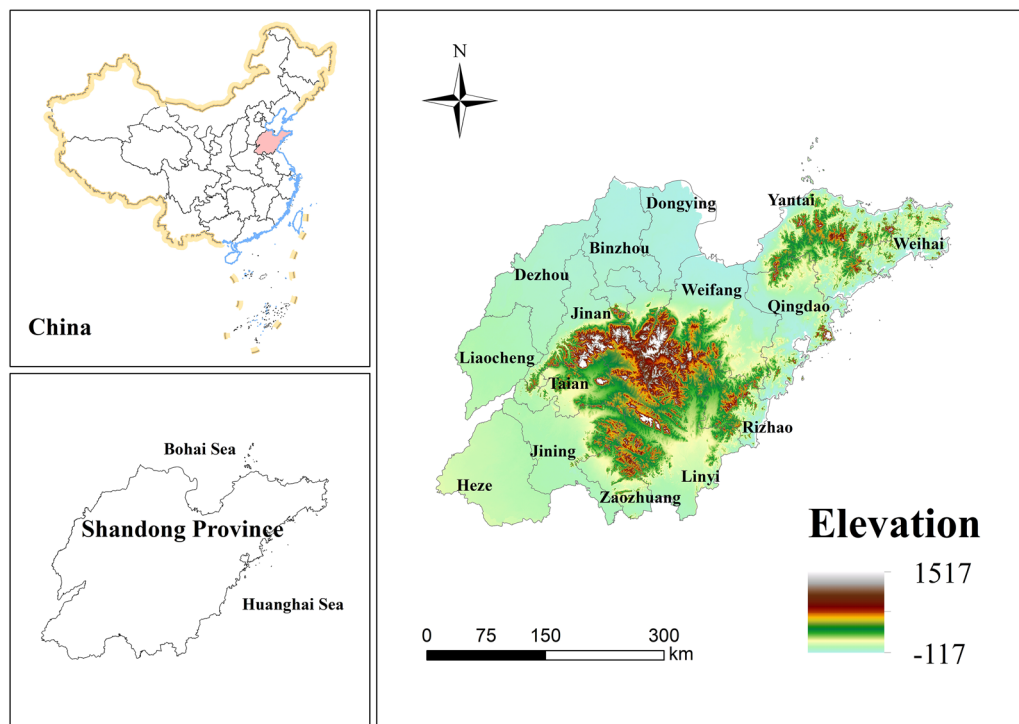 China
Bohai Sea
Shandong Province
Huanghai Sea
N
Yantai
Dongying
Weihai
Binzhou
Dezhou
Weifang
Qingdao
Jinan
Liaocheng
Taian
Rizhao
Jining
Linyi
Heze
Zaozhuang
Elevation
1517
-117
0 75 150 300
km